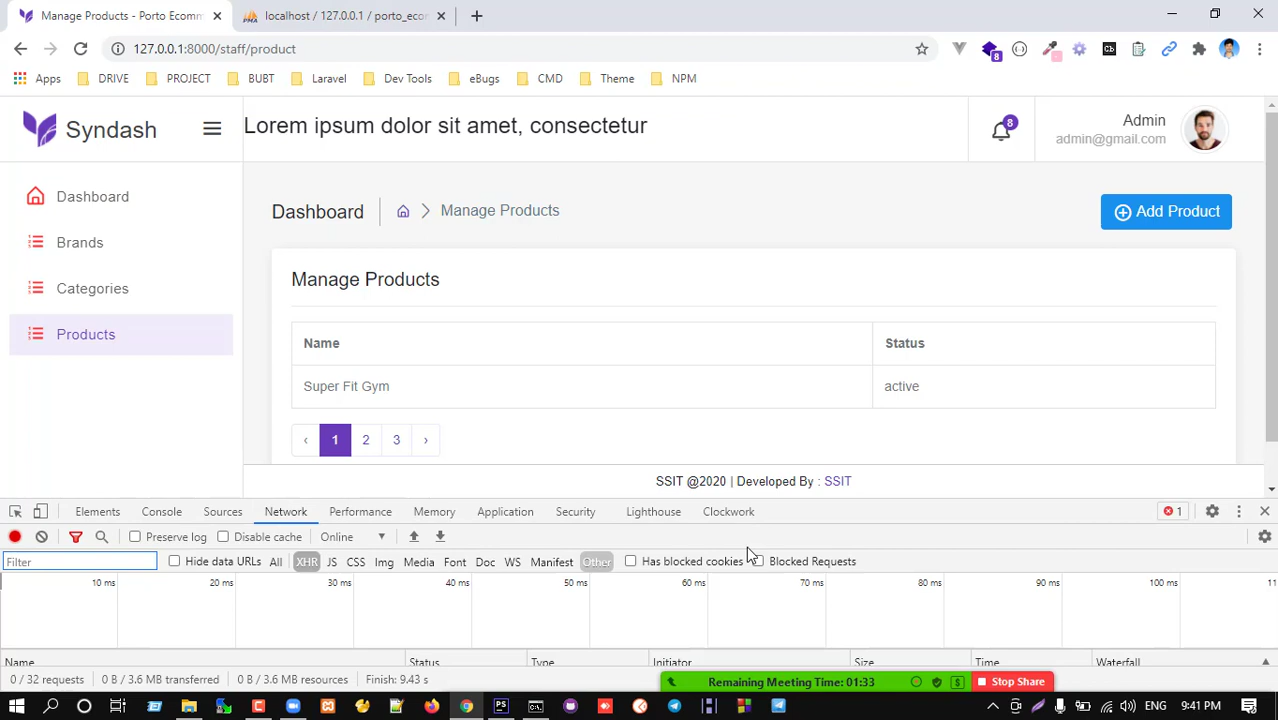 Manage Products - Porto Ecomm
localhost / 127.0.0.1 / porto_eco
127.0.0.1:8000/staff/product
8
Cb
Apps
DRIVE
PROJECT
BUBT
Laravel
Dev Tools
eBugs
CMD
Theme
NPM
Syndash
Lorem ipsum dolor sit amet, consectetur
8
Admin
admin@gmail.com
Dashboard
Brands
Categories
Products
Dashboard
Manage Products
Add Product
Manage Products
Name
Status
Super Fit Gym
active
‹ 1 2 3 ›
SSIT @2020 | Developed By : SSIT
Elements
Console
Sources
Network
Performance
Memory
Application
Security
Lighthouse
Clockwork
1
Preserve log
Disable cache
Online
Filter
Hide data URLs
All
XHR
JS
CSS
Img
Media
Font
Doc
WS
Manifest
Other
Has blocked cookies
Blocked Requests
10 ms
20 ms
30 ms
40 ms
50 ms
60 ms
70 ms
80 ms
90 ms
100 ms
11
Name
Status
Type
Initiator
Size
Time
Waterfall
0 / 32 requests
0 B / 3.6 MB transferred
0 B / 3.6 MB resources
Finish: 9.43 s
Remaining Meeting Time: 01:33
Stop Share
ENG
9:41 PM